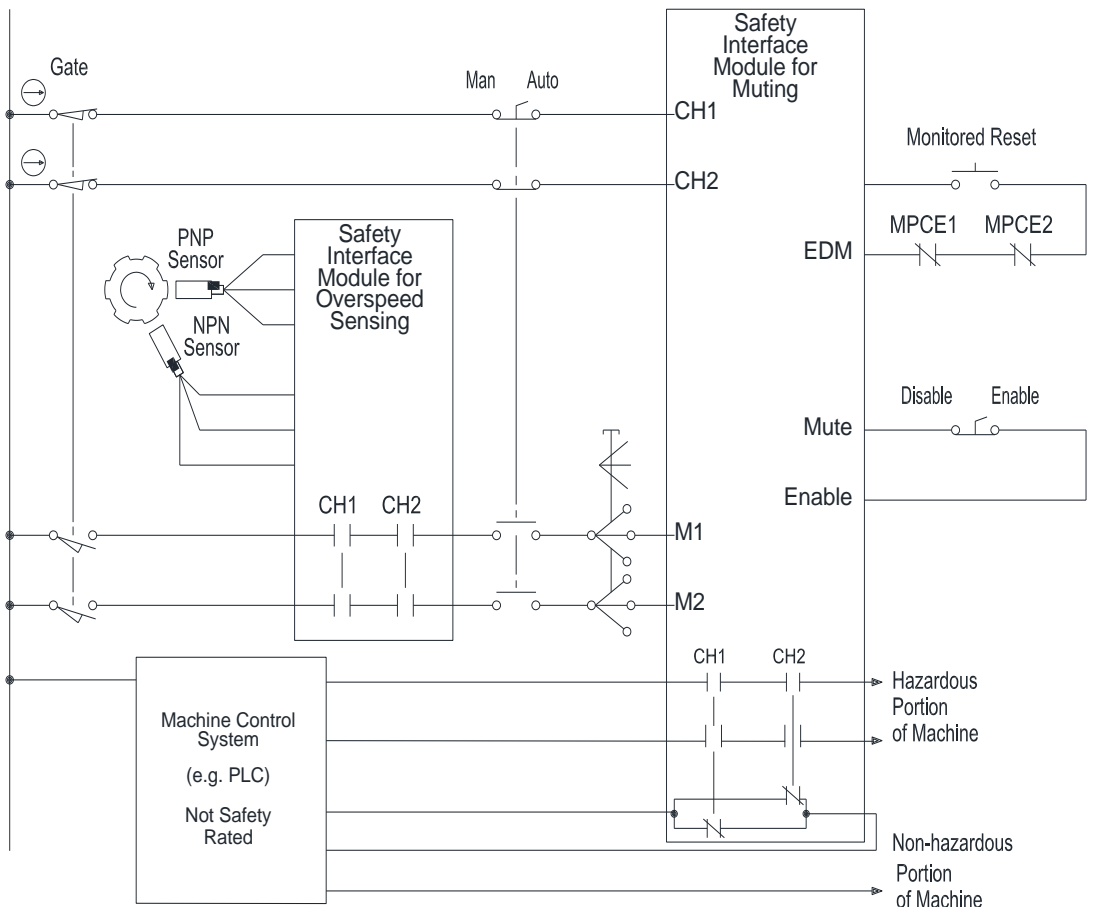 Safety
Interface
Module for
Muting
Gate
Man Auto
CH1
CH2
Monitored Reset
MPCE1 MPCE2
EDM
PNP
Sensor
NPN
Sensor
Safety
Interface
Module for
Overspeed
Sensing
Disable Enable
Mute
Enable
CH1 CH2
M1
M2
CH1 CH2
Machine Control
System
(e.g. PLC)
Not Safety
Rated
Hazardous
Portion
of Machine
Non-hazardous
Portion
of Machine